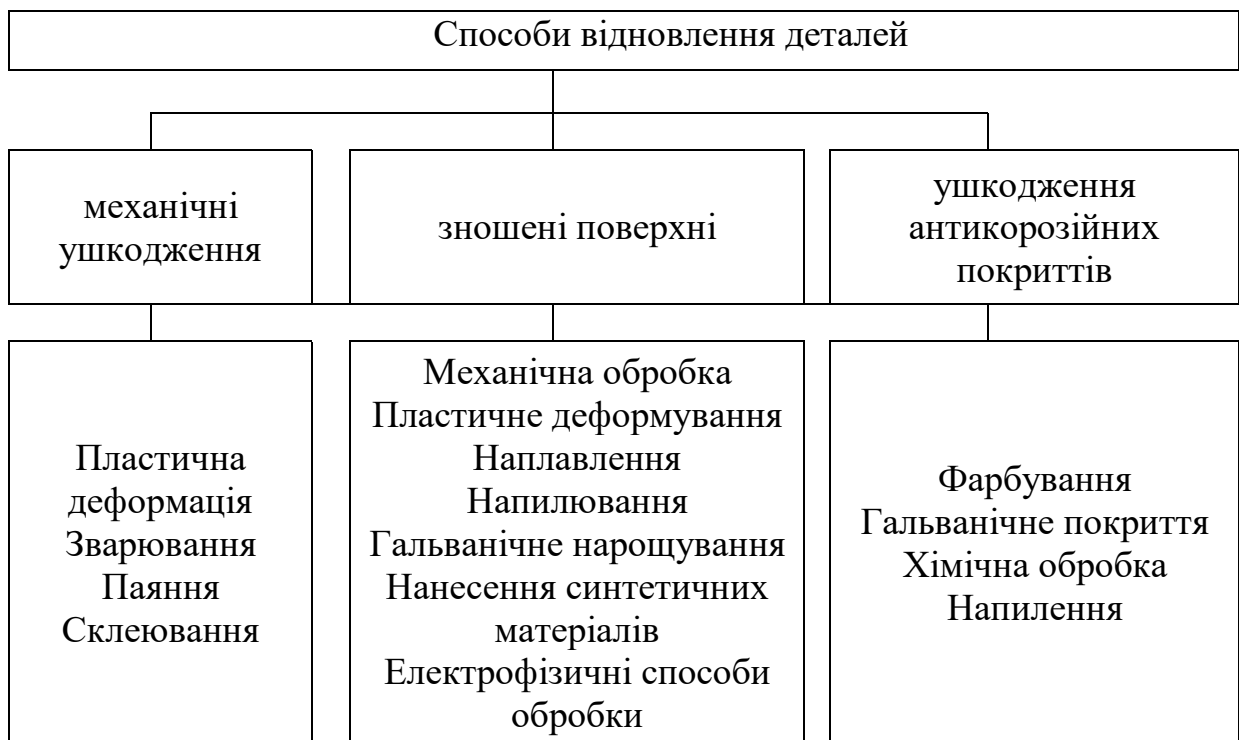 Способи відновлення деталей
механічні
ушкодження
зношені поверхні
ушкодження
антикорозійних
покриттів
Пластична
деформація
Зварювання
Паяння
Склеювання
Механічна обробка
Пластичне деформування
Наплавлення
Напилювання
Гальванічне нарощування
Нанесення синтетичних
матеріалів
Електрофізичні способи
обробки
Фарбування
Гальванічне покриття
Хімічна обробка
Напилення